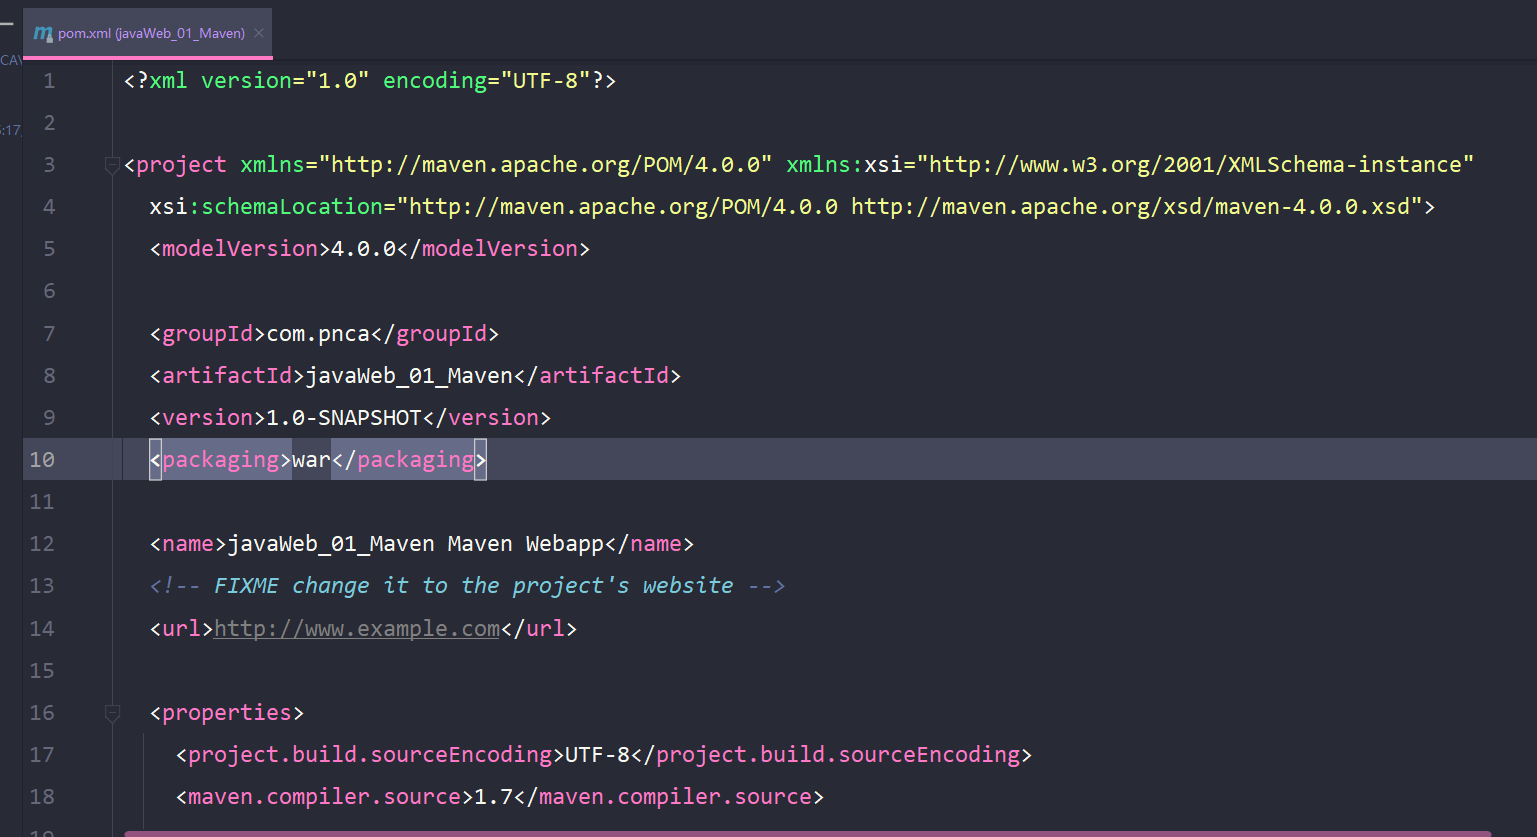 CAV
5:17
pom.xml (javaWeb_01_Maven)
1 <?xml version="1.0" encoding="UTF-8"?>
2
3 <project xmlns="http://maven.apache.org/POM/4.0.0" xmlns:xsi="http://www.w3.org/2001/XMLSchema-instance"
4 xsi:schemaLocation="http://maven.apache.org/POM/4.0.0 http://maven.apache.org/xsd/maven-4.0.0.xsd">
5 <modelVersion>4.0.0</modelVersion>
6
7 <groupId>com.pnca</groupId>
8 <artifactId>javaWeb_01_Maven</artifactId>
9 <version>1.0-SNAPSHOT</version>
10 <packaging>war</packaging>
11
12 <name>javaWeb_01_Maven Maven Webapp</name>
13 <!-- FIXME change it to the project's website -->
14 <url>http://www.example.com</url>
15
16 <properties>
17 <project.build.sourceEncoding>UTF-8</project.build.sourceEncoding>
18 <maven.compiler.source>1.7</maven.compiler.source>
19